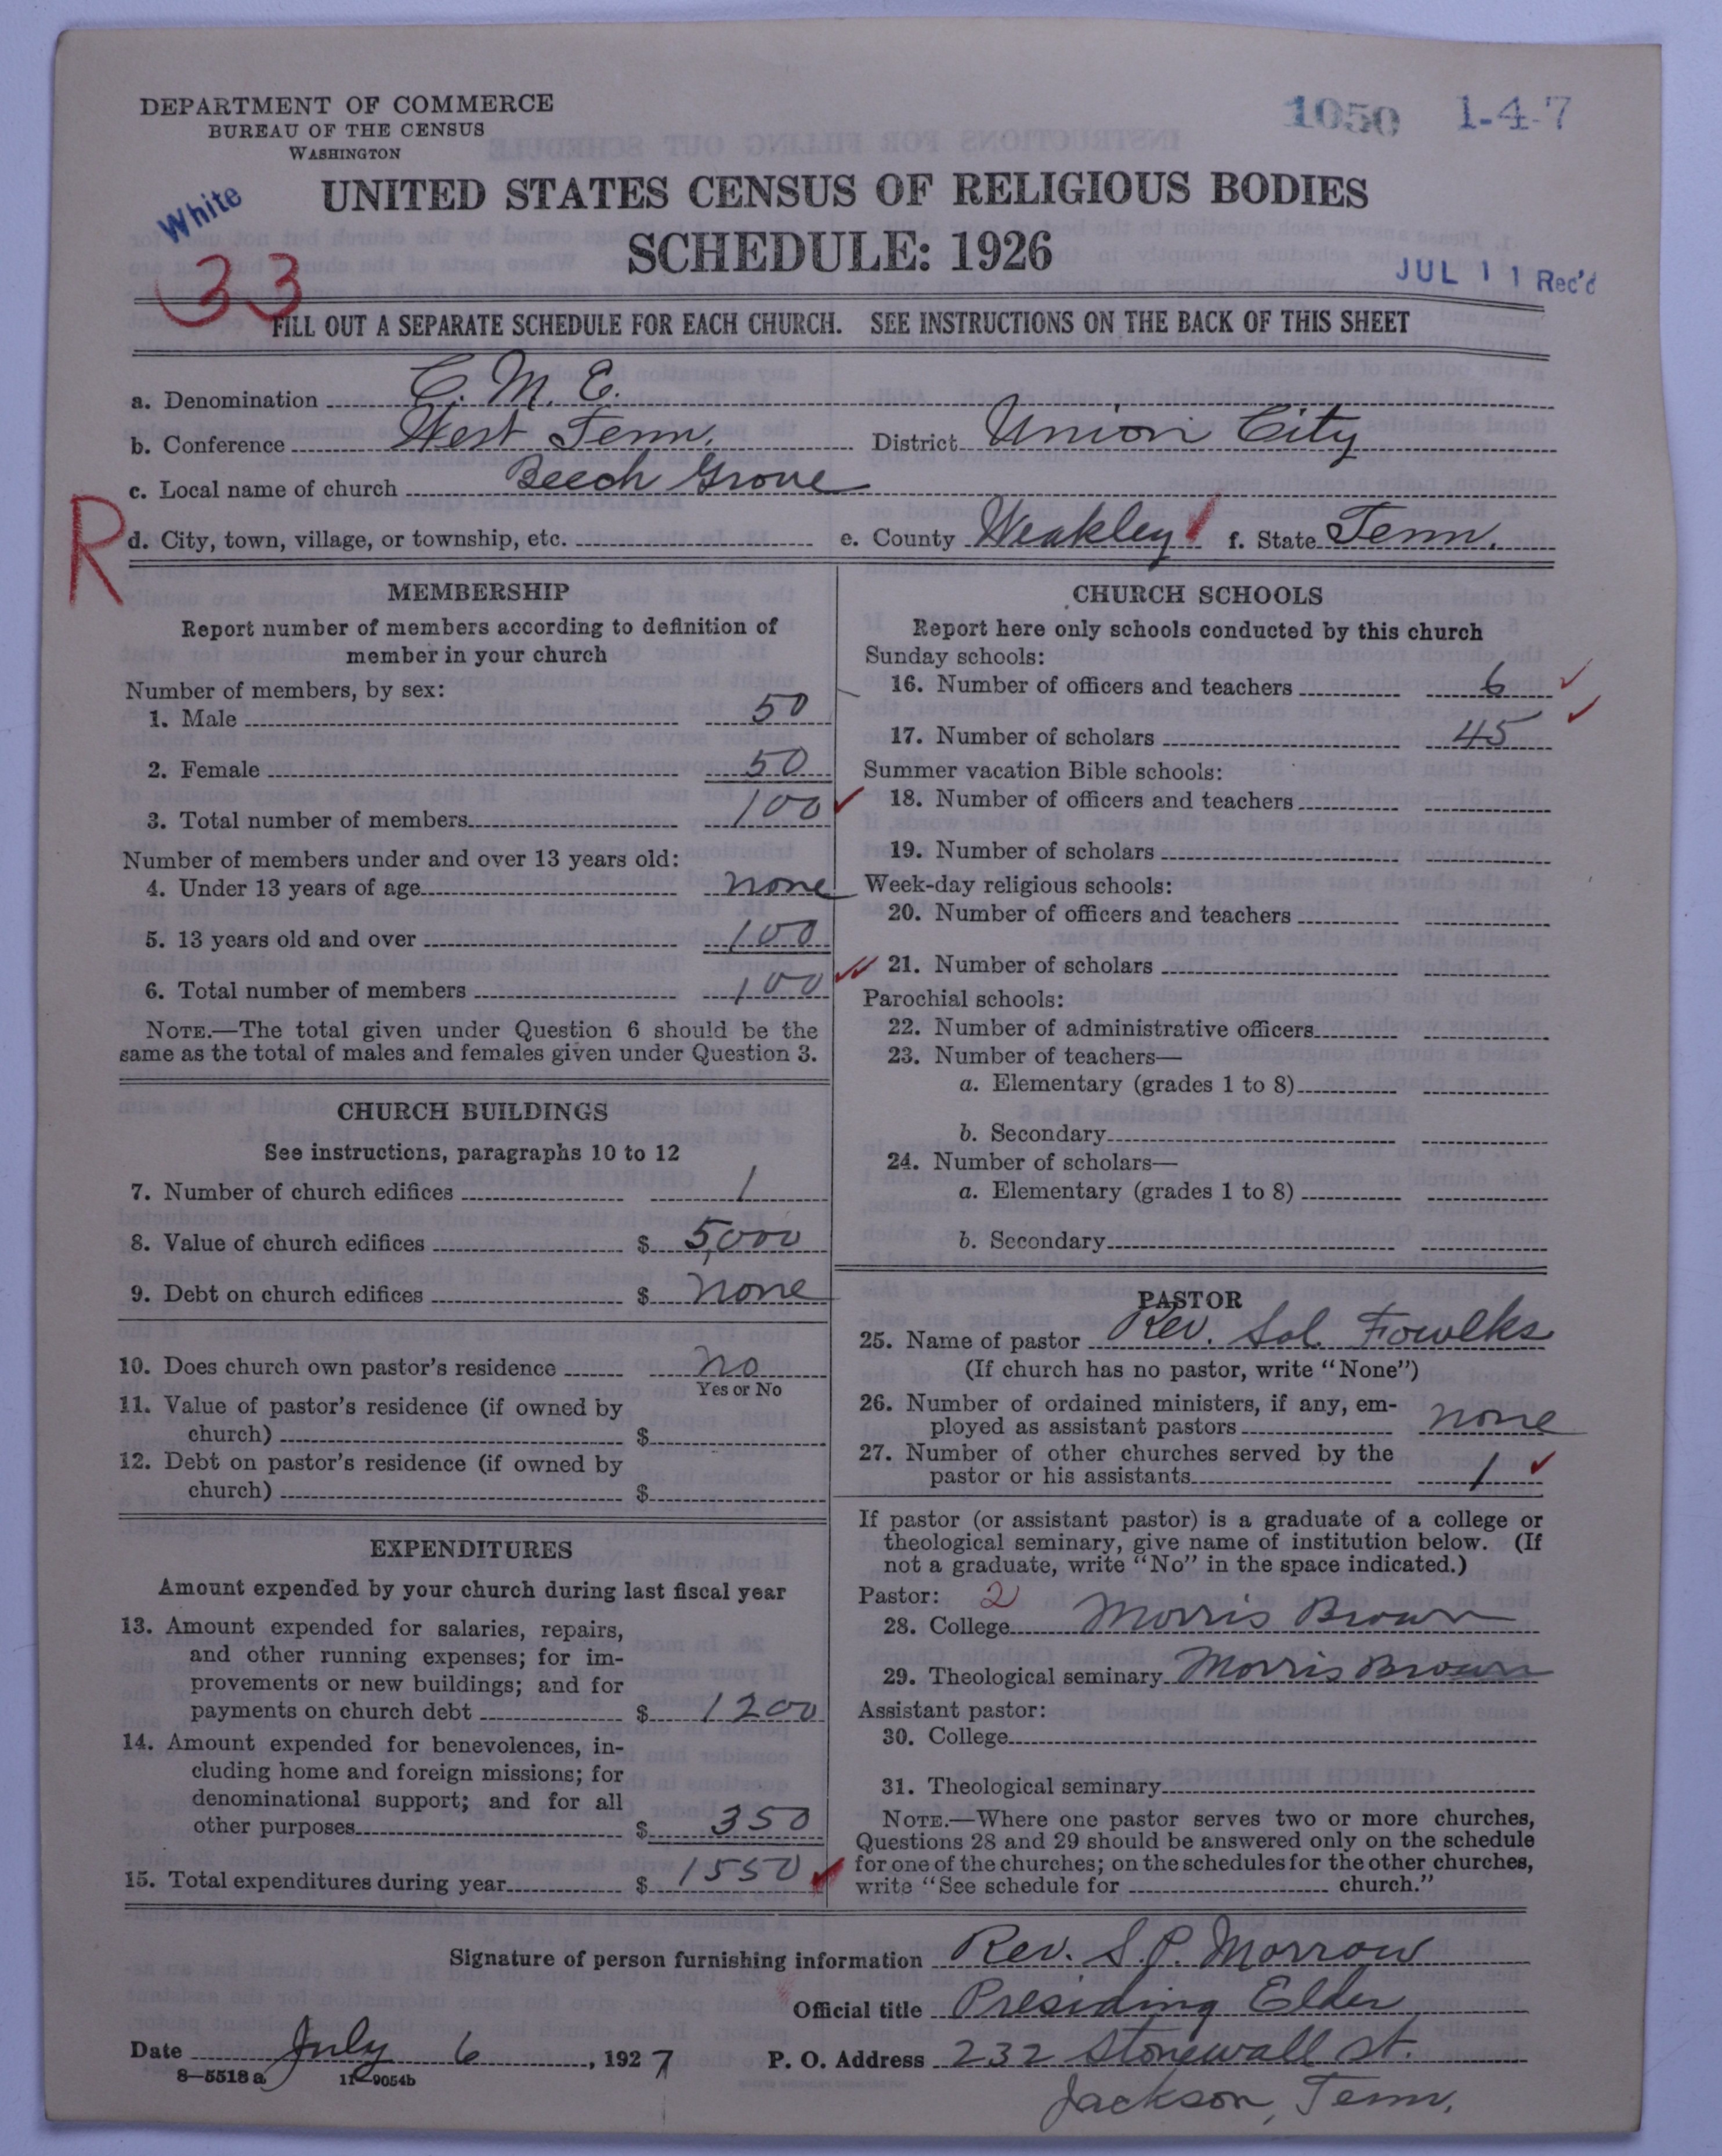 DEPARTMENT OF COMMERCE
BUREAU OF THE CENSUS
WASHINGTON
1050 1-4-7
White
UNITED STATES CENSUS OF RELIGIOUS BODIES
SCHEDULE: 1926
33
JUL 11 Rec'd
FILL OUT A SEPARATE SCHEDULE FOR EACH CHURCH. SEE INSTRUCTIONS ON THE BACK OF THIS SHEET
a. Denomination C. M. E.
b. Conference West Tenn. District Union City
c. Local name of church Beech Grove
R
d. City, town, village, or township, etc. e. County Weakley f. State Tenn.
MEMBERSHIP
Report number of members according to definition of
member in your church
Number of members, by sex:
1. Male 50
2. Female 50
3. Total number of members 100
Number of members under and over 13 years old:
4. Under 13 years of age none
5. 13 years old and over 100
6. Total number of members 100
NOTE.—The total given under Question 6 should be the
same as the total of males and females given under Question 3.
CHURCH BUILDINGS
See instructions, paragraphs 10 to 12
7. Number of church edifices 1
8. Value of church edifices $ 5,000
9. Debt on church edifices $ none
10. Does church own pastor's residence no
Yes or No
11. Value of pastor's residence (if owned by
church) $
12. Debt on pastor's residence (if owned by
church) $
EXPENDITURES
Amount expended by your church during last fiscal year
13. Amount expended for salaries, repairs,
and other running expenses; for im-
provements or new buildings; and for
payments on church debt $ 1200
14. Amount expended for benevolences, in-
cluding home and foreign missions; for
denominational support; and for all
other purposes $ 350
15. Total expenditures during year $ 1550
CHURCH SCHOOLS
Report here only schools conducted by this church
Sunday schools:
16. Number of officers and teachers 6
17. Number of scholars 45
Summer vacation Bible schools:
18. Number of officers and teachers
19. Number of scholars
Week-day religious schools:
20. Number of officers and teachers
21. Number of scholars
Parochial schools:
22. Number of administrative officers
23. Number of teachers—
a. Elementary (grades 1 to 8)
b. Secondary
24. Number of scholars—
a. Elementary (grades 1 to 8)
b. Secondary
PASTOR
25. Name of pastor Rev. Sol. Fowlks
(If church has no pastor, write "None")
26. Number of ordained ministers, if any, em-
ployed as assistant pastors none
27. Number of other churches served by the
pastor or his assistants 1
If pastor (or assistant pastor) is a graduate of a college or
theological seminary, give name of institution below. (If
not a graduate, write "No" in the space indicated.)
Pastor: 2
28. College Morris Brown
29. Theological seminary Morris Brown
Assistant pastor:
30. College
31. Theological seminary
NOTE.—Where one pastor serves two or more churches,
Questions 28 and 29 should be answered only on the schedule
for one of the churches; on the schedules for the other churches,
write "See schedule for church."
Signature of person furnishing information Rev. S. P. Morrow
Official title Presiding Elder
Date July 6, 1927 P. O. Address 232 Stonewall St.
8—5518 a 11—9054b
Jackson, Tenn.